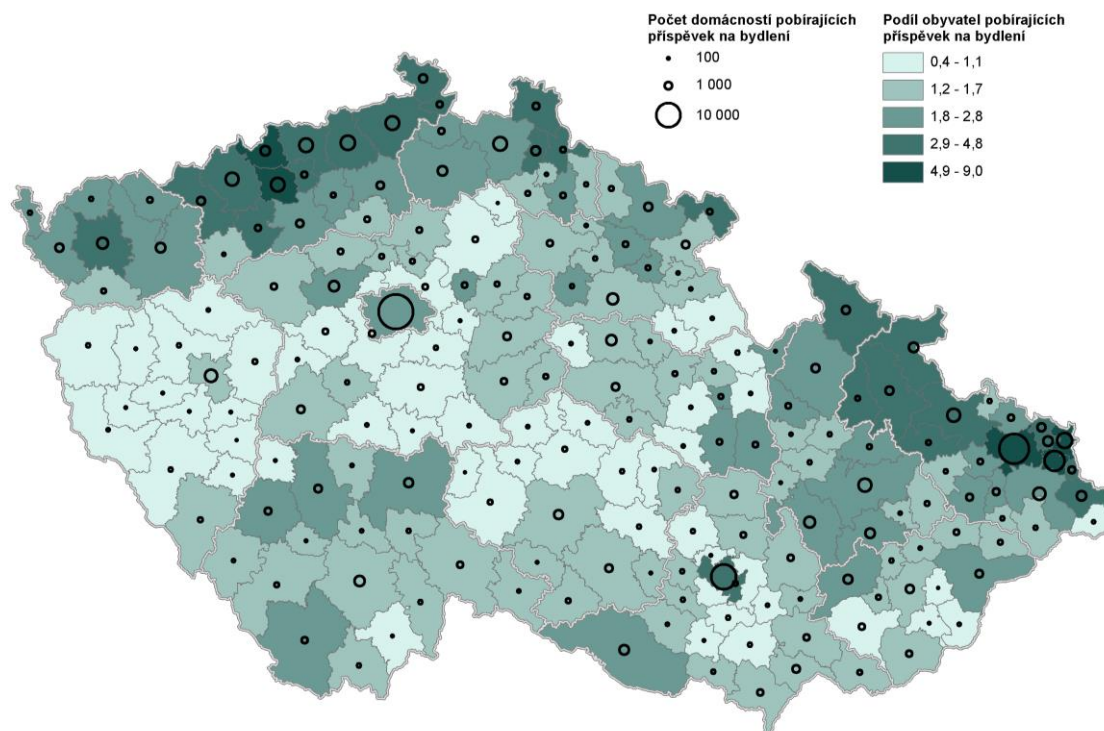 Počet domácností pobírajících
příspěvek na bydlení
100
1 000
10 000
Podíl obyvatel pobírajících
příspěvek na bydlení
0,4 - 1,1
1,2 - 1,7
1,8 - 2,8
2,9 - 4,8
4,9 - 9,0